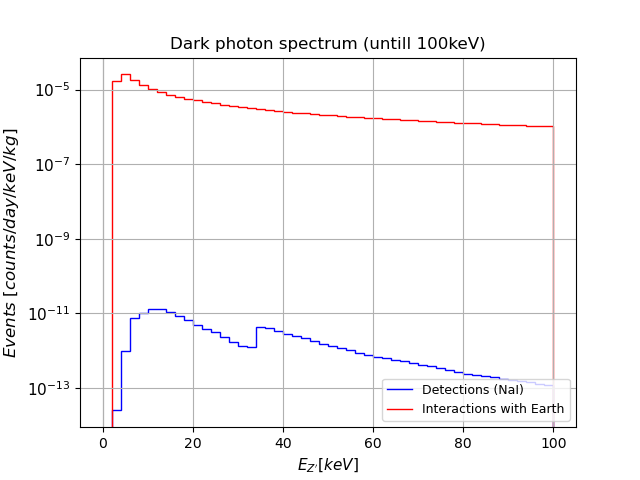 Dark photon spectrum (untill 100keV)
Events [counts/day/keV/kg]
10⁻⁵
10⁻⁷
10⁻⁹
10⁻¹¹
10⁻¹³
Detections (NaI)
Interactions with Earth
0 20 40 60 80 100
E_{Z'}[keV]